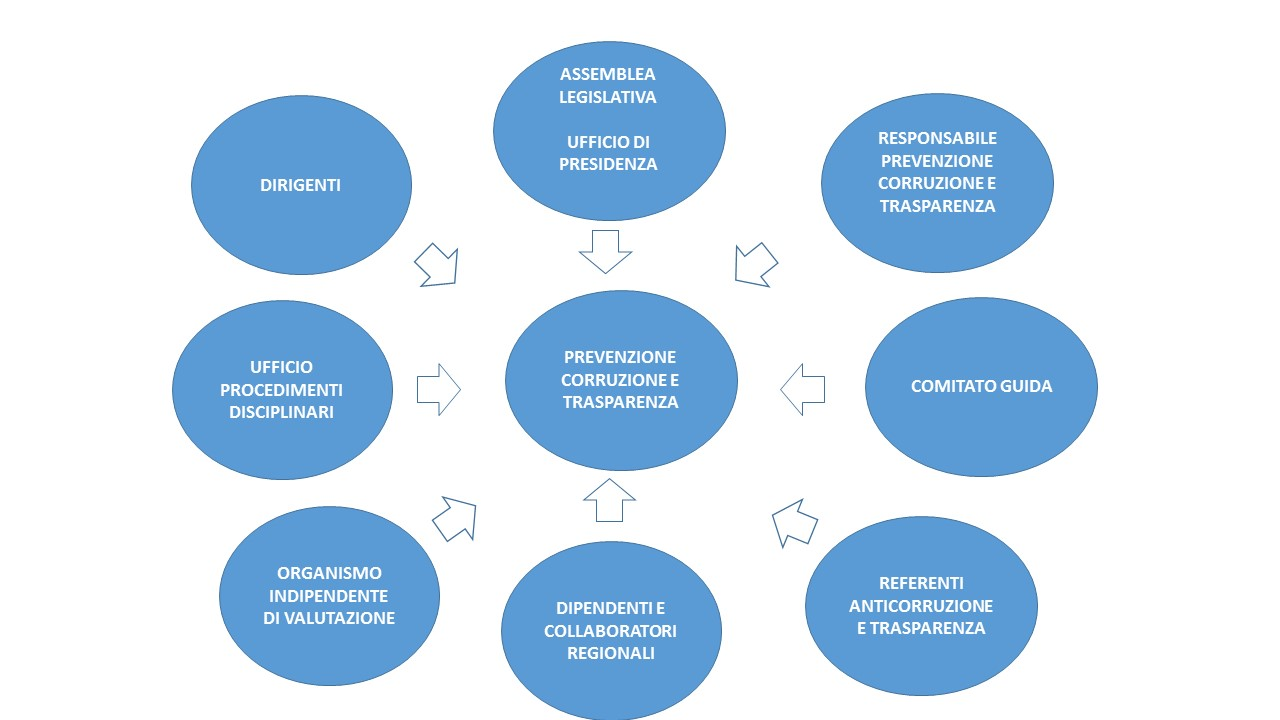 ASSEMBLEA
LEGISLATIVA
UFFICIO DI
PRESIDENZA
DIRIGENTI
RESPONSABILE
PREVENZIONE
CORRUZIONE E
TRASPARENZA
UFFICIO
PROCEDIMENTI
DISCIPLINARI
PREVENZIONE
CORRUZIONE E
TRASPARENZA
COMITATO GUIDA
ORGANISMO
INDIPENDENTE
DI VALUTAZIONE
DIPENDENTI E
COLLABORATORI
REGIONALI
REFERENTI
ANTICORRUZIONE
E TRASPARENZA